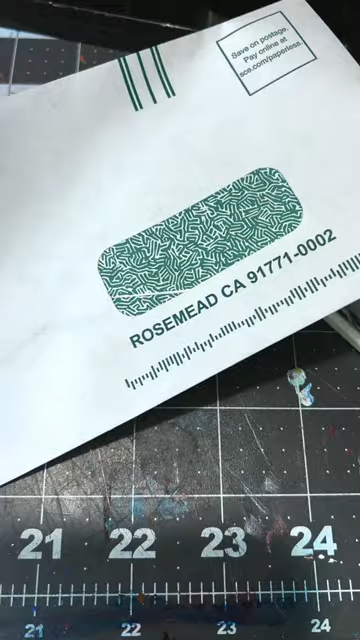 Save on postage.
Pay online at
sce.com/paperless.
ROSEMEAD CA 91771-0002
21 22 23 24
21 22 23 24